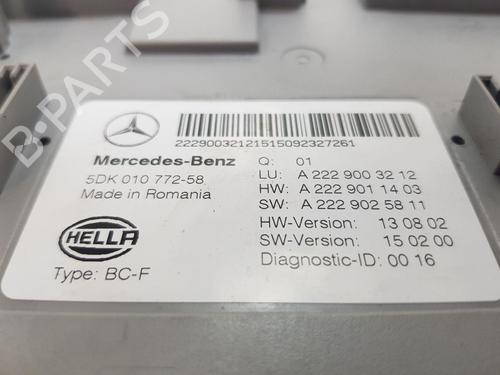 B-PARTS
22290032121515092327261
Mercedes-Benz
5DK 010 772-58
Made in Romania
HELLA
Type: BC-F
Q: 01
LU: A 222 900 32 12
HW: A 222 901 14 03
SW: A 222 902 58 11
HW-Version: 13 08 02
SW-Version: 15 02 00
Diagnostic-ID: 00 16